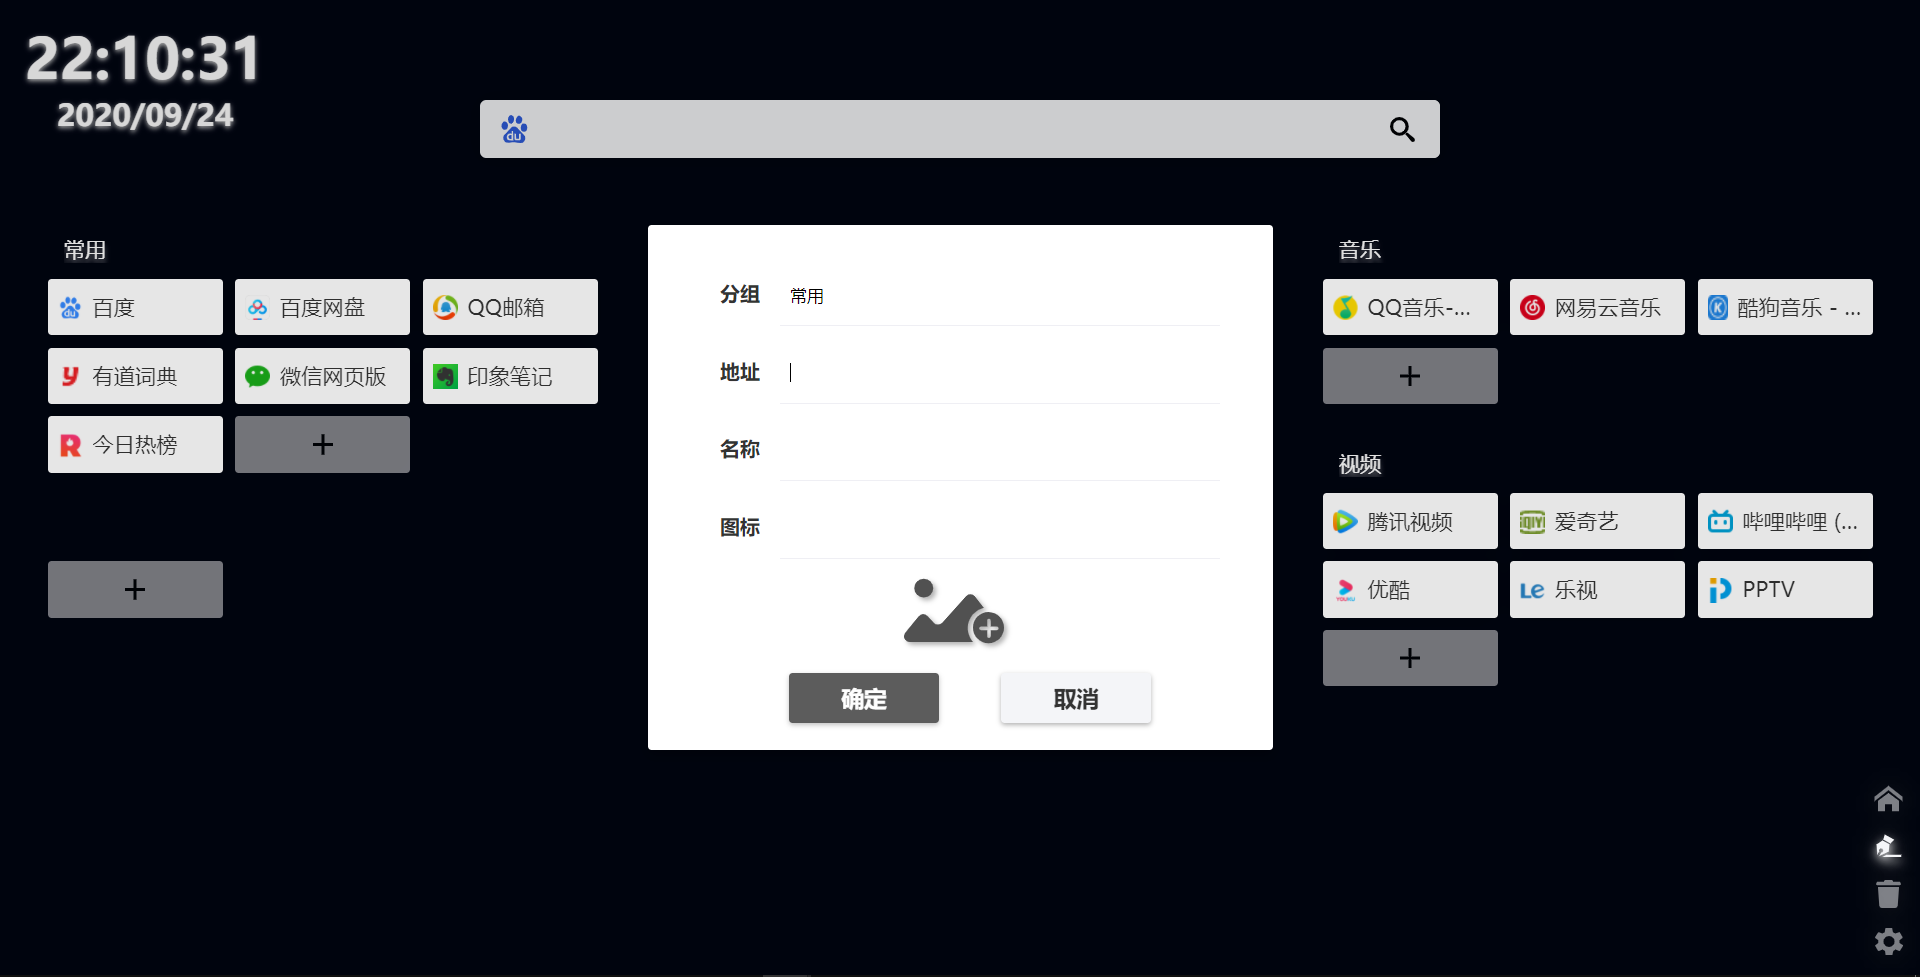 22:10:31
2020/09/24
du
常用
百度
百度网盘
QQ邮箱
有道词典
微信网页版
印象笔记
今日热榜
分组
常用
地址
名称
图标
确定
取消
音乐
QQ音乐-...
网易云音乐
酷狗音乐 - ...
视频
腾讯视频
爱奇艺
哔哩哔哩 (...
优酷
乐视
PPTV